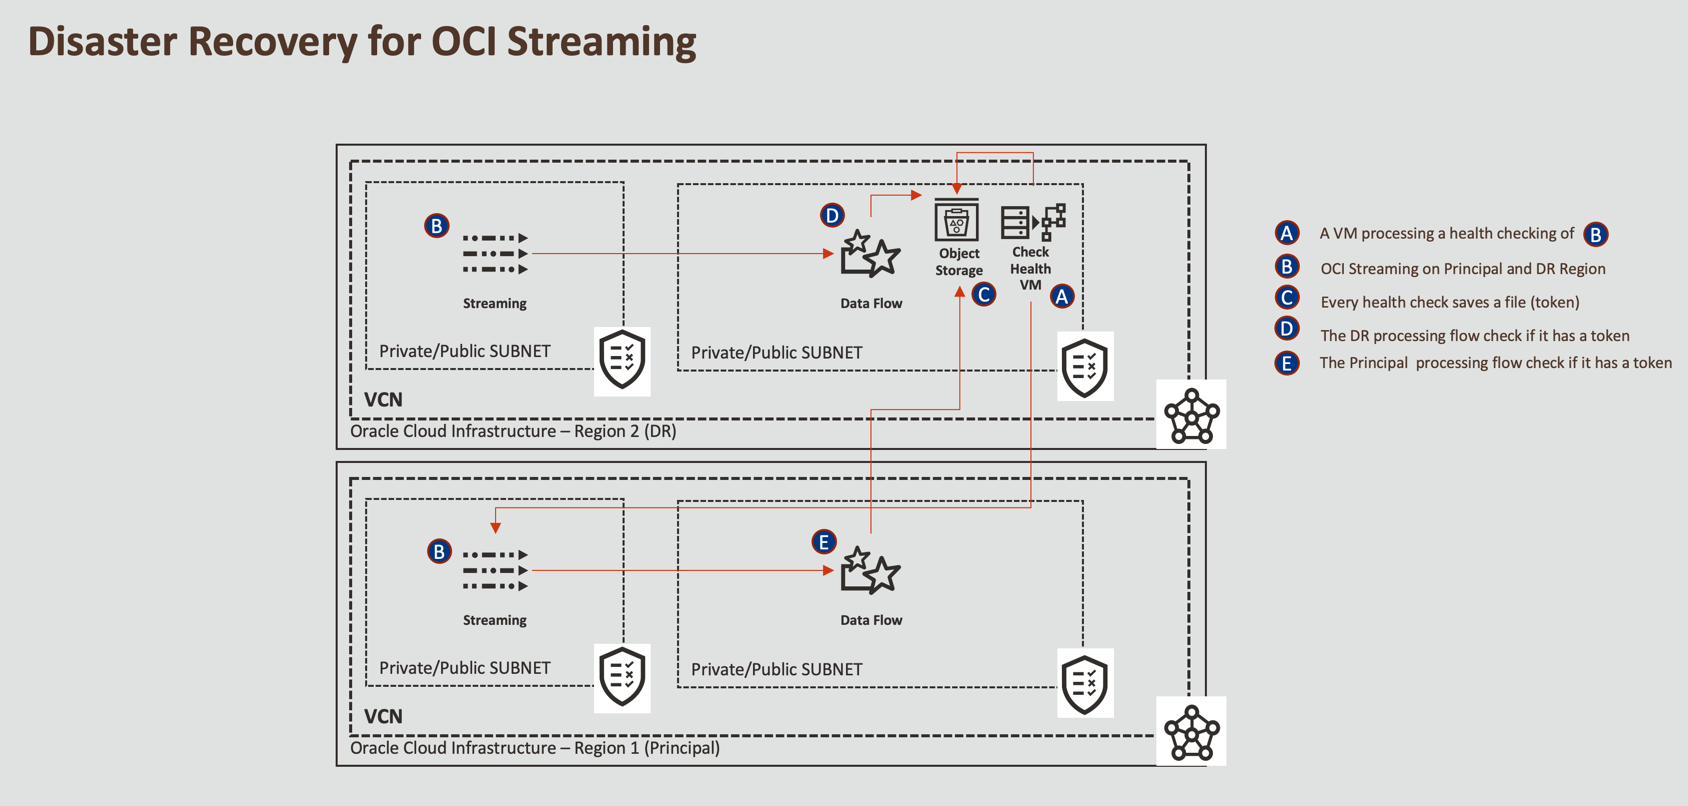 Disaster Recovery for OCI Streaming
B
Streaming
Private/Public SUBNET
D
Data Flow
Object
Storage
C
Check
Health
VM
A
Private/Public SUBNET
VCN
Oracle Cloud Infrastructure – Region 2 (DR)
B
Streaming
Private/Public SUBNET
E
Data Flow
Private/Public SUBNET
VCN
Oracle Cloud Infrastructure – Region 1 (Principal)
A A VM processing a health checking of B
B OCI Streaming on Principal and DR Region
C Every health check saves a file (token)
D The DR processing flow check if it has a token
E The Principal  processing flow check if it has a token